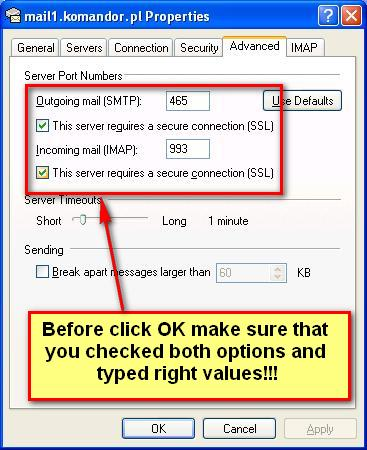 mail1.komandor.pl Properties
General Servers Connection Security Advanced IMAP
Server Port Numbers
Outgoing mail (SMTP): 465 Use Defaults
This server requires a secure connection (SSL)
Incoming mail (IMAP): 993
This server requires a secure connection (SSL)
Server Timeouts
Short Long 1 minute
Sending
Break apart messages larger than 60 KB
Before click OK make sure that
you checked both options and
typed right values!!!
OK Cancel Apply